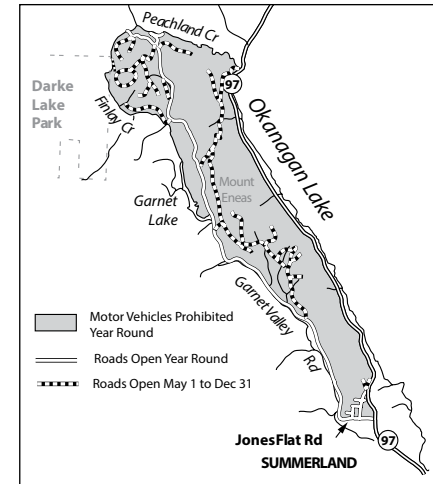 Peachland Cr
97
Darke
Lake
Park
Finlay Cr
Okanagan Lake
Mount
Eneas
Garnet
Lake
Garnet Valley
Rd
Motor Vehicles Prohibited
Year Round
Roads Open Year Round
Roads Open May 1 to Dec 31
JonesFlat Rd
97
SUMMERLAND